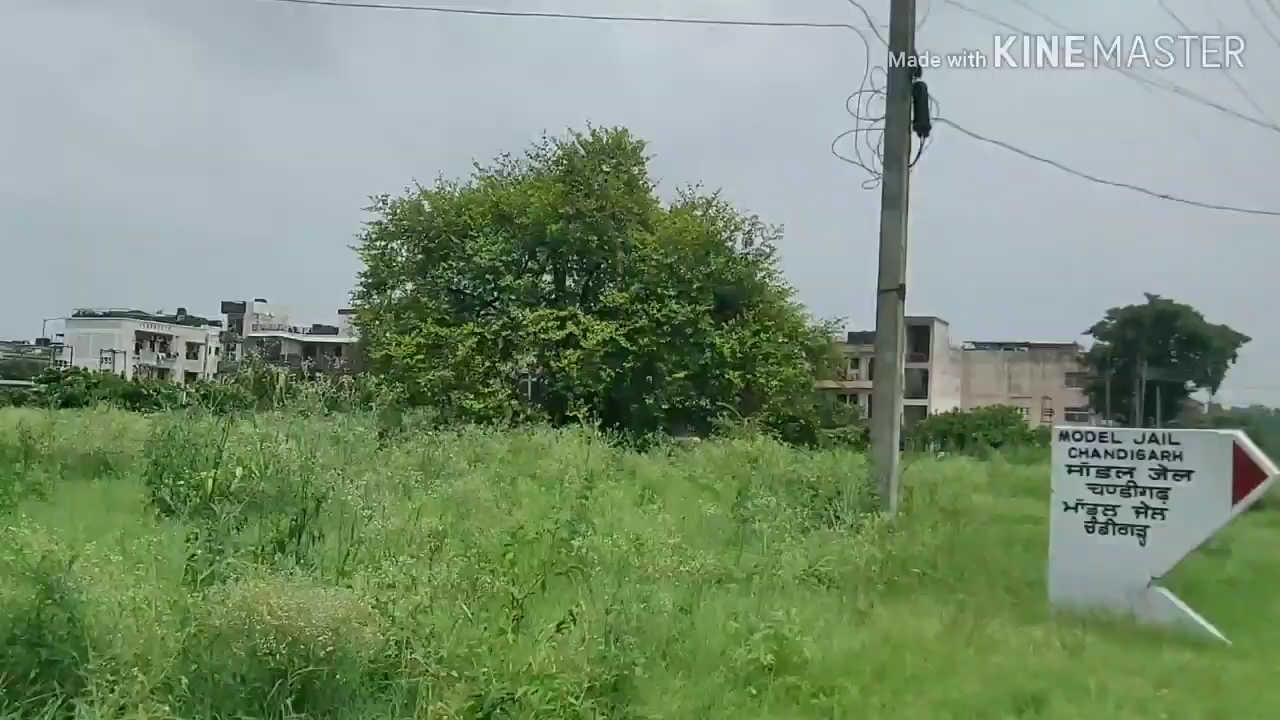 Made with KINEMASTER
MODEL JAIL
CHANDIGARH
मॉडल जेल
चण्डीगढ़
ਮਾੱਡਲ ਜੇਲ
ਚੰਡੀਗੜ੍ਹ